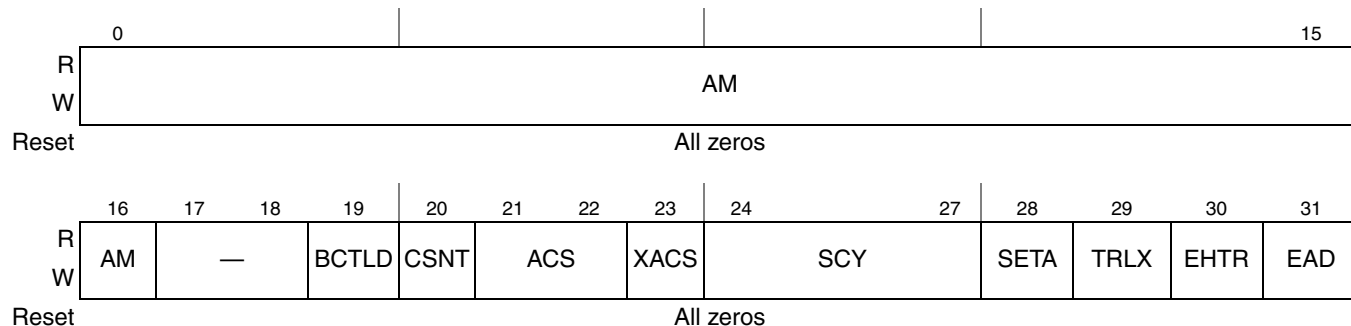 0 15
R
AM
W
Reset All zeros
16 17 18 19 20 21 22 23 24 27 28 29 30 31
R
AM — BCTLD CSNT ACS XACS SCY SETA TRLX EHTR EAD
W
Reset All zeros